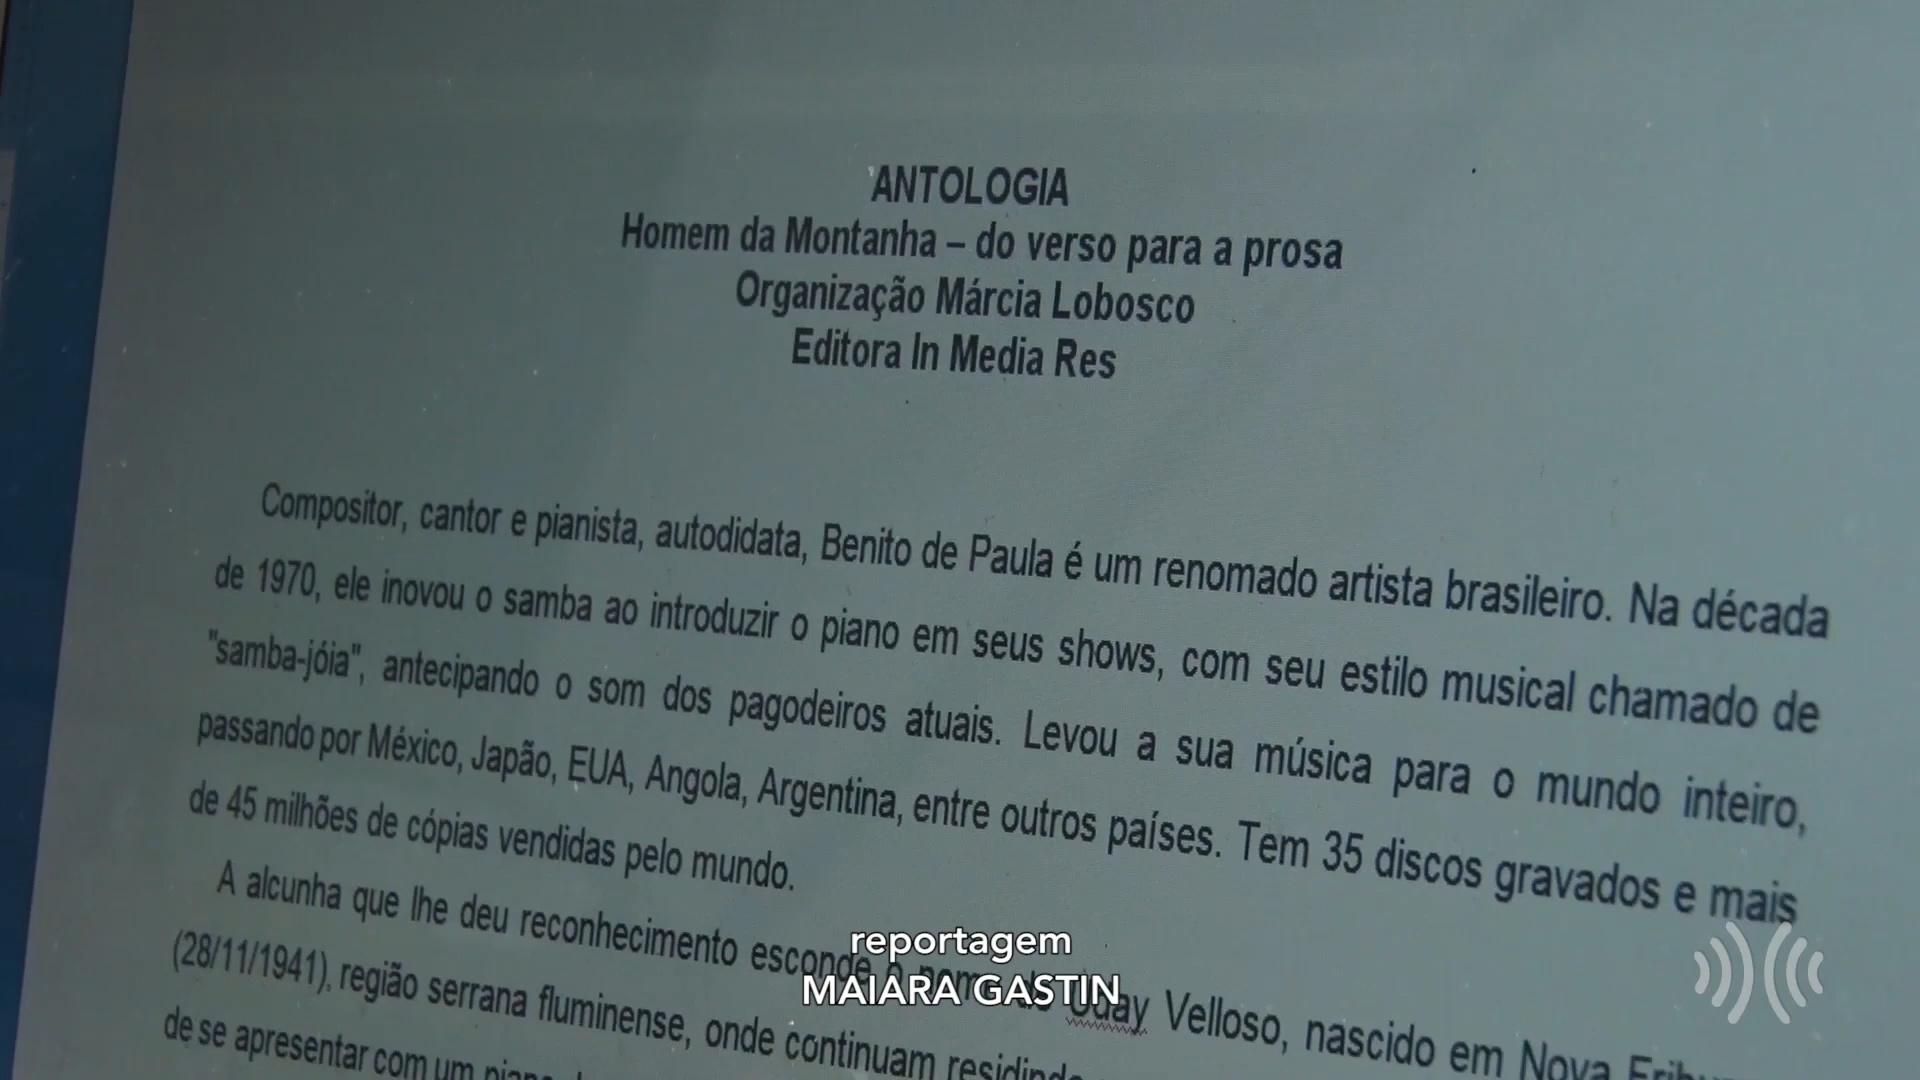 ANTOLOGIA
Homem da Montanha – do verso para a prosa
Organização Márcia Lobosco
Editora In Media Res
Compositor, cantor e pianista, autodidata, Benito de Paula é um renomado artista brasileiro. Na década
de 1970, ele inovou o samba ao introduzir o piano em seus shows, com seu estilo musical chamado de
"samba-jóia", antecipando o som dos pagodeiros atuais. Levou a sua música para o mundo inteiro,
passando por México, Japão, EUA, Angola, Argentina, entre outros países. Tem 35 discos gravados e mais
de 45 milhões de cópias vendidas pelo mundo.
A alcunha que lhe deu reconhecimento esconde o nome de Uday Velloso, nascido em Nova
(28/11/1941), região serrana fluminense, onde continuam
de se apresentar com um
reportagem
MAIARA GASTIN